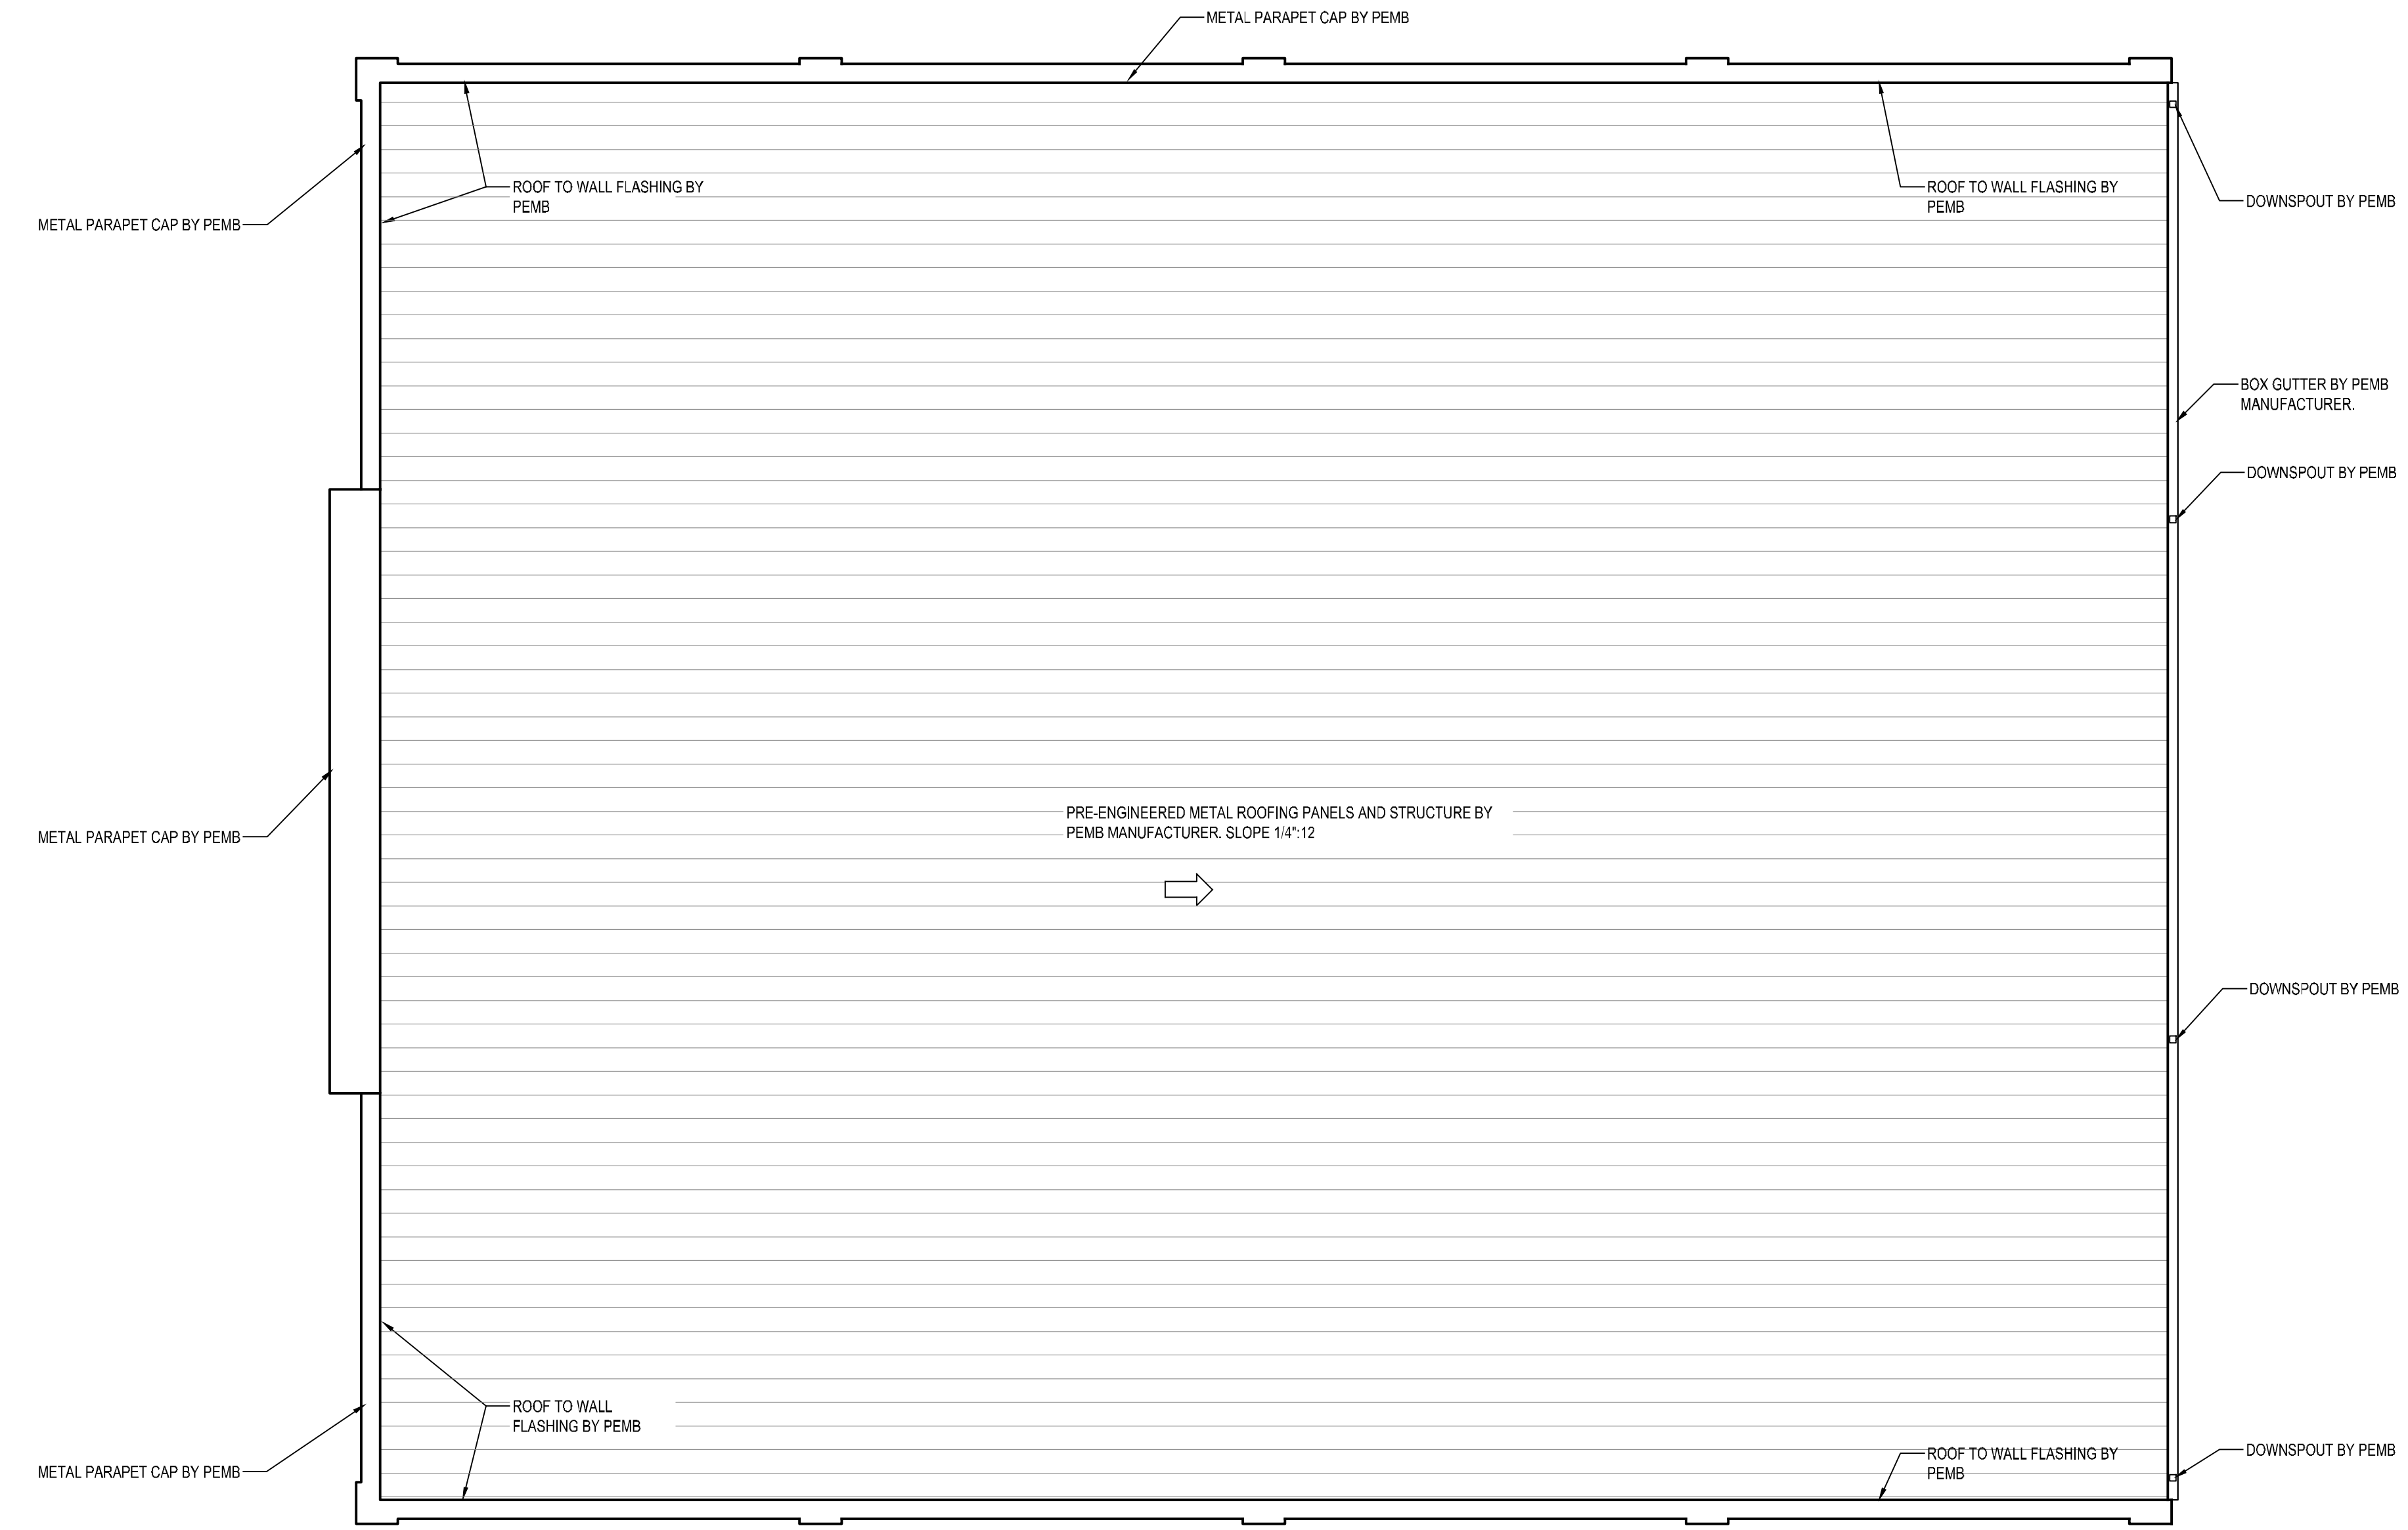 METAL PARAPET CAP BY PEMB
ROOF TO WALL FLASHING BY
PEMB
ROOF TO WALL FLASHING BY
PEMB
DOWNSPOUT BY PEMB
METAL PARAPET CAP BY PEMB
BOX GUTTER BY PEMB
MANUFACTURER.
DOWNSPOUT BY PEMB
PRE-ENGINEERED METAL ROOFING PANELS AND STRUCTURE BY
PEMB MANUFACTURER. SLOPE 1/4":12
METAL PARAPET CAP BY PEMB
DOWNSPOUT BY PEMB
ROOF TO WALL
FLASHING BY PEMB
ROOF TO WALL FLASHING BY
PEMB
DOWNSPOUT BY PEMB
METAL PARAPET CAP BY PEMB